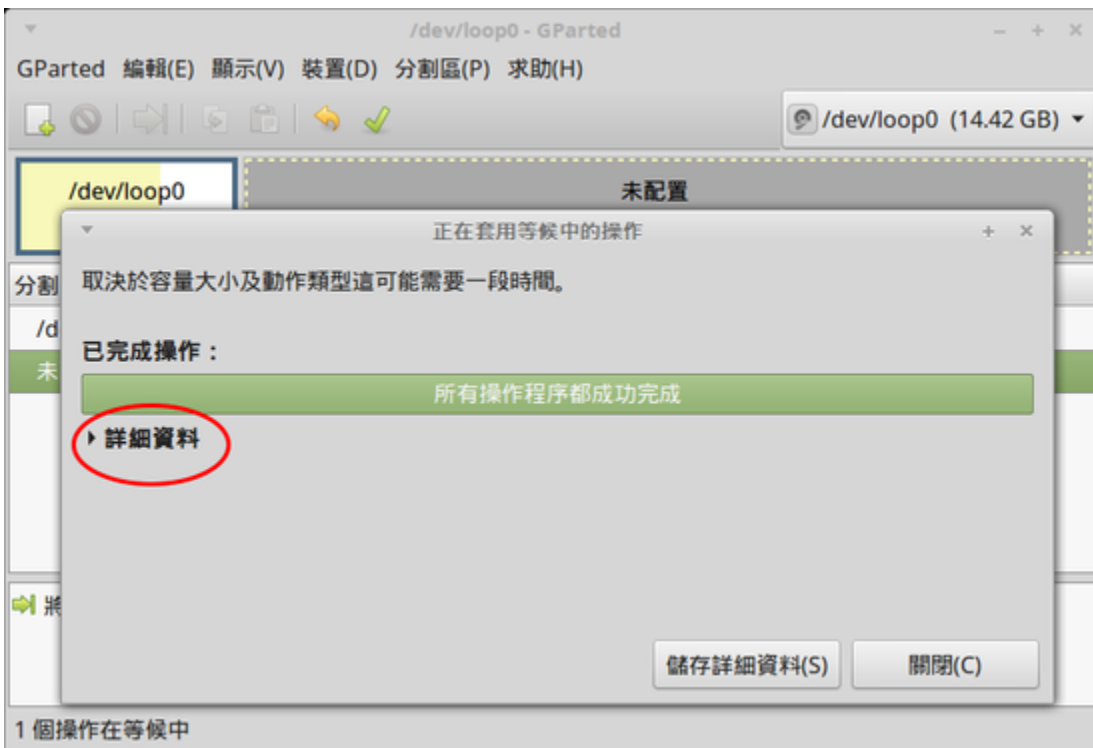 /dev/loop0 - GParted
GParted 編輯(E) 顯示(V) 裝置(D) 分割區(P) 求助(H)
/dev/loop0 (14.42 GB)
/dev/loop0
未配置
正在套用等候中的操作
分割
取決於容量大小及動作類型這可能需要一段時間。
/d
已完成操作：
未
所有操作程序都成功完成
詳細資料
將
儲存詳細資料(S) 關閉(C)
1 個操作在等候中